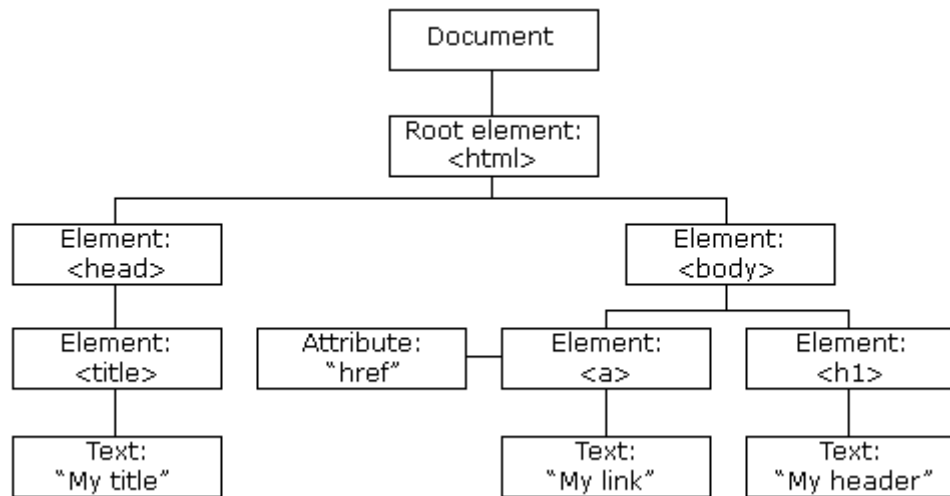 Document
Root element:
<html>
Element:
<head>
Element:
<body>
Element:
<title>
Attribute:
“href”
Element:
<a>
Element:
<h1>
Text:
“My title”
Text:
“My link”
Text:
“My header”